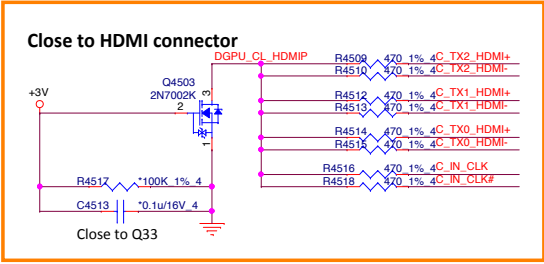 Close to HDMI connector
DGPU_CL_HDMIP
R4509 470_1%_4 C_TX2_HDMI+
R4510 470_1%_4 C_TX2_HDMI-
Q4503
2N7002K
+3V
3
2
1
R4512 470_1%_4 C_TX1_HDMI+
R4513 470_1%_4 C_TX1_HDMI-
R4514 470_1%_4 C_TX0_HDMI+
R4515 470_1%_4 C_TX0_HDMI-
R4516 470_1%_4 C_IN_CLK
R4518 470_1%_4 C_IN_CLK#
R4517 *100K_1%_4
C4513 *0.1u/16V_4
Close to Q33